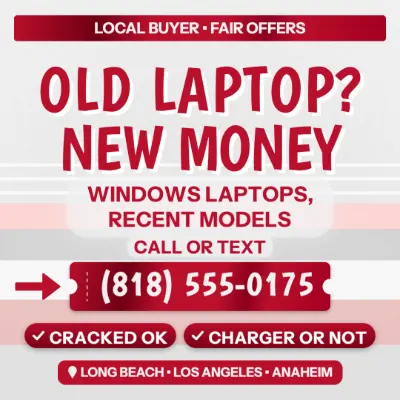 LOCAL BUYER • FAIR OFFERS
OLD LAPTOP?
NEW MONEY
WINDOWS LAPTOPS,
RECENT MODELS
CALL OR TEXT
(818) 555-0175
CRACKED OK
CHARGER OR NOT
LONG BEACH • LOS ANGELES • ANAHEIM